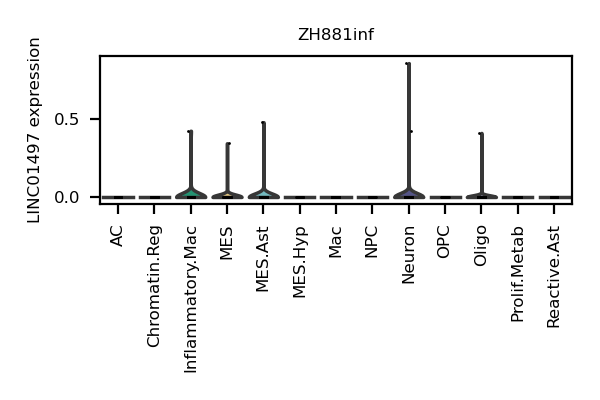 ZH881inf
LINC01497 expression
0.5
0.0
AC
Chromatin.Reg
Inflammatory.Mac
MES
MES.Ast
MES.Hyp
Mac
NPC
Neuron
OPC
Oligo
Prolif.Metab
Reactive.Ast